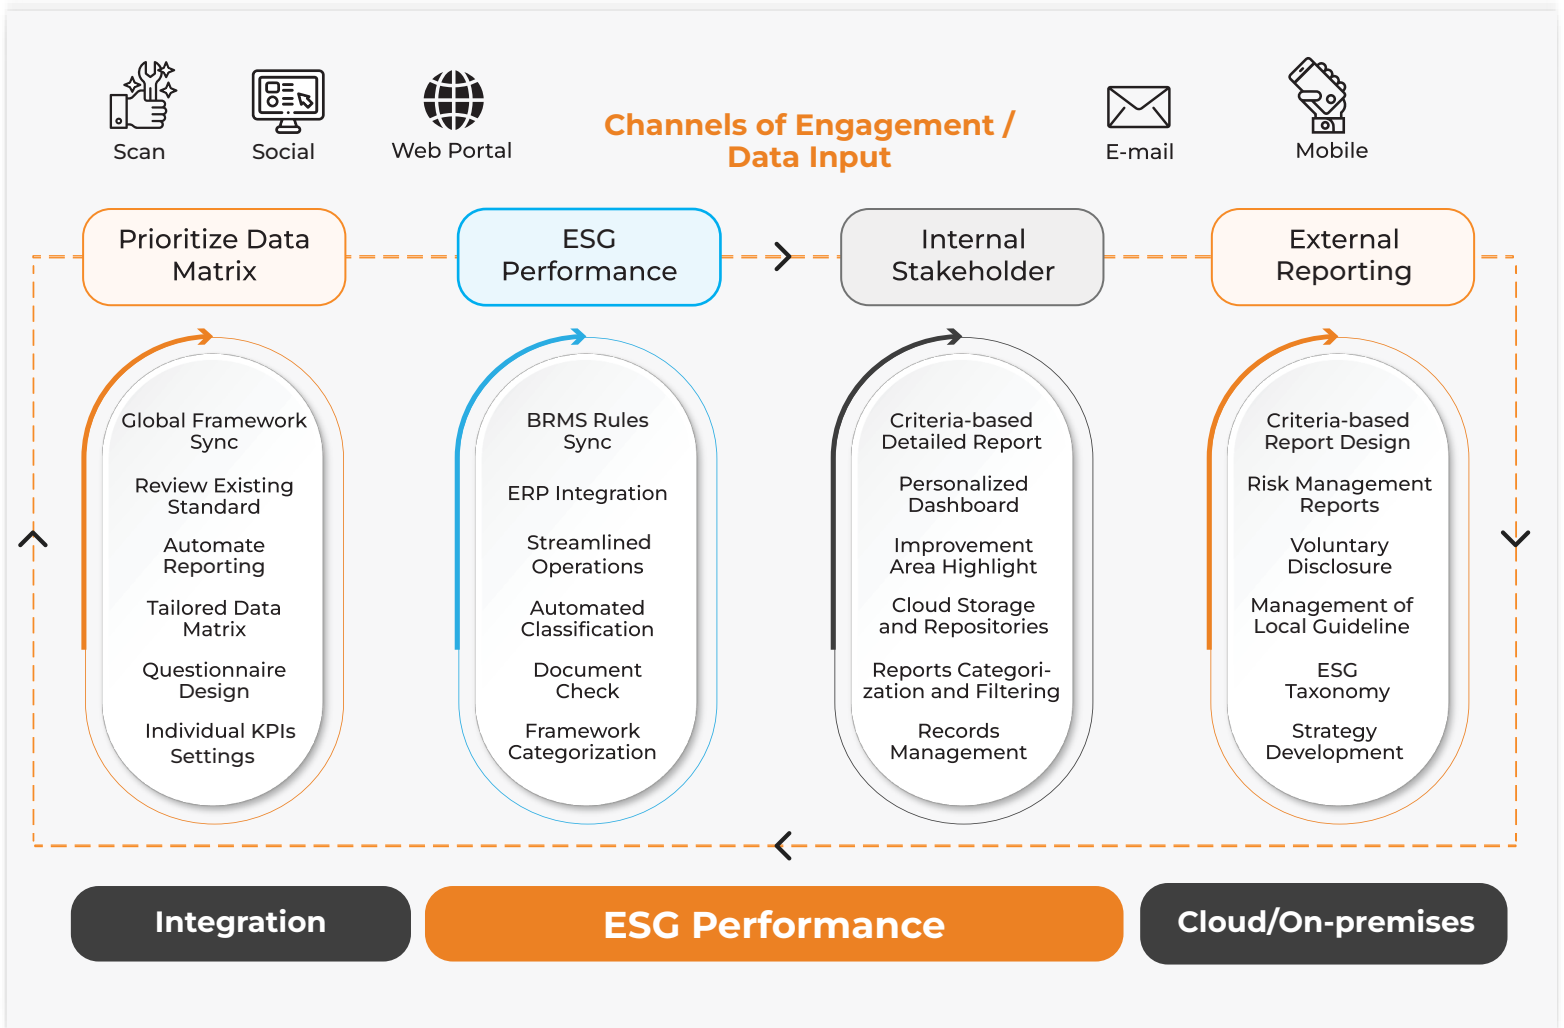 Scan
Social
Web Portal
Channels of Engagement /
Data Input
E-mail
Mobile
Prioritize Data
Matrix
ESG
Performance
Internal
Stakeholder
External
Reporting
Global Framework
Sync
Review Existing
Standard
Automate
Reporting
Tailored Data
Matrix
Questionnaire
Design
Individual KPIs
Settings
BRMS Rules
Sync
ERP Integration
Streamlined
Operations
Automated
Classification
Document
Check
Framework
Categorization
Criteria-based
Detailed Report
Personalized
Dashboard
Improvement
Area Highlight
Cloud Storage
and Repositories
Reports Categori-
zation and Filtering
Records
Management
Criteria-based
Report Design
Risk Management
Reports
Voluntary
Disclosure
Management of
Local Guideline
ESG
Taxonomy
Strategy
Development
Integration
ESG Performance
Cloud/On-premises